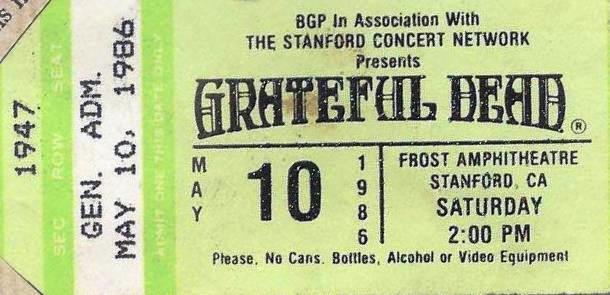 1947
SEC ROW SEAT
GEN. ADM.
MAY 10, 1986
ADMIT ONE THIS DATE ONLY
BGP In Association With
THE STANFORD CONCERT NETWORK
Presents
GRATEFUL DEAD®
MAY
10
1986
FROST AMPHITHEATRE
STANFORD, CA
SATURDAY
2:00 PM
Please, No Cans, Bottles, Alcohol or Video Equipment